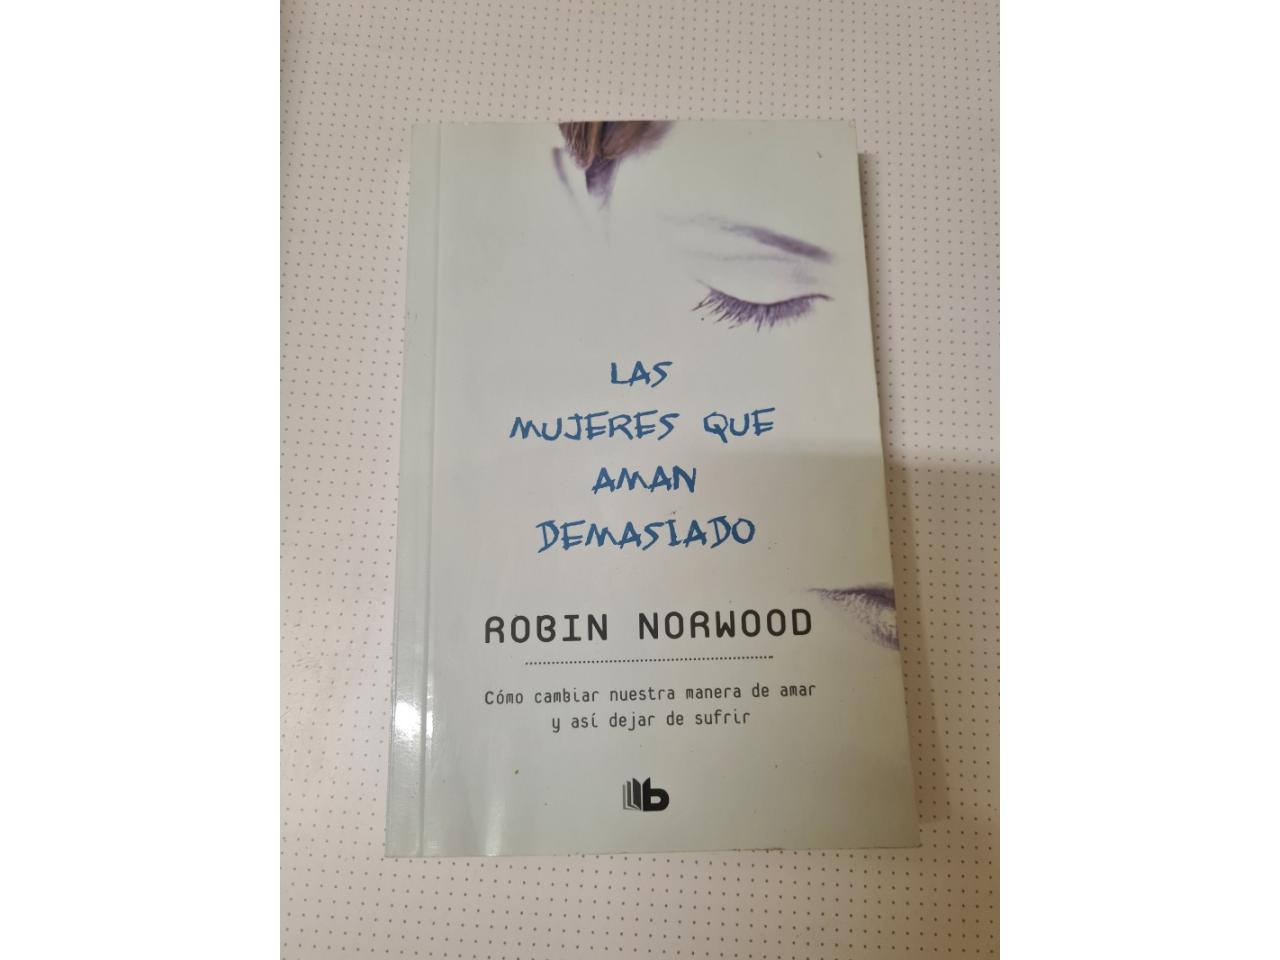 LAS
MUJERES QUE
AMAN
DEMASIADO
ROBIN NORWOOD
Cómo cambiar nuestra manera de amar
y así dejar de sufrir
b